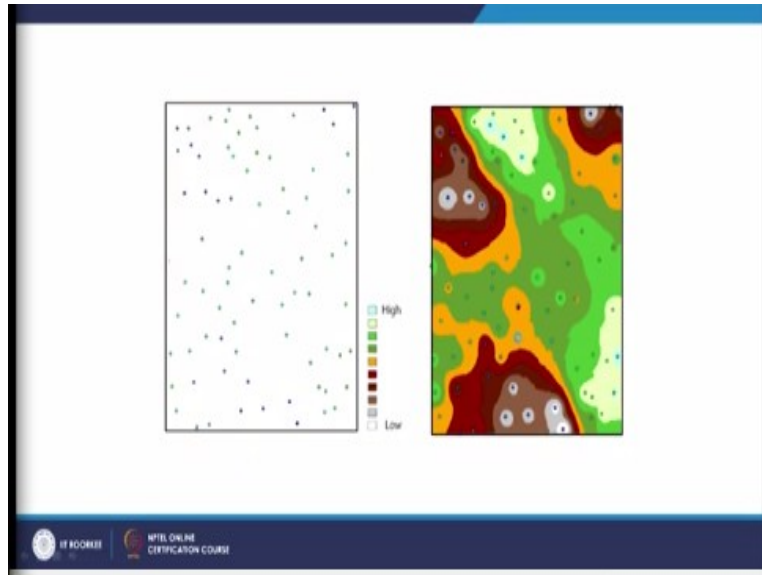 High
Low
IIT ROORKEE
NPTEL ONLINE
CERTIFICATION COURSE